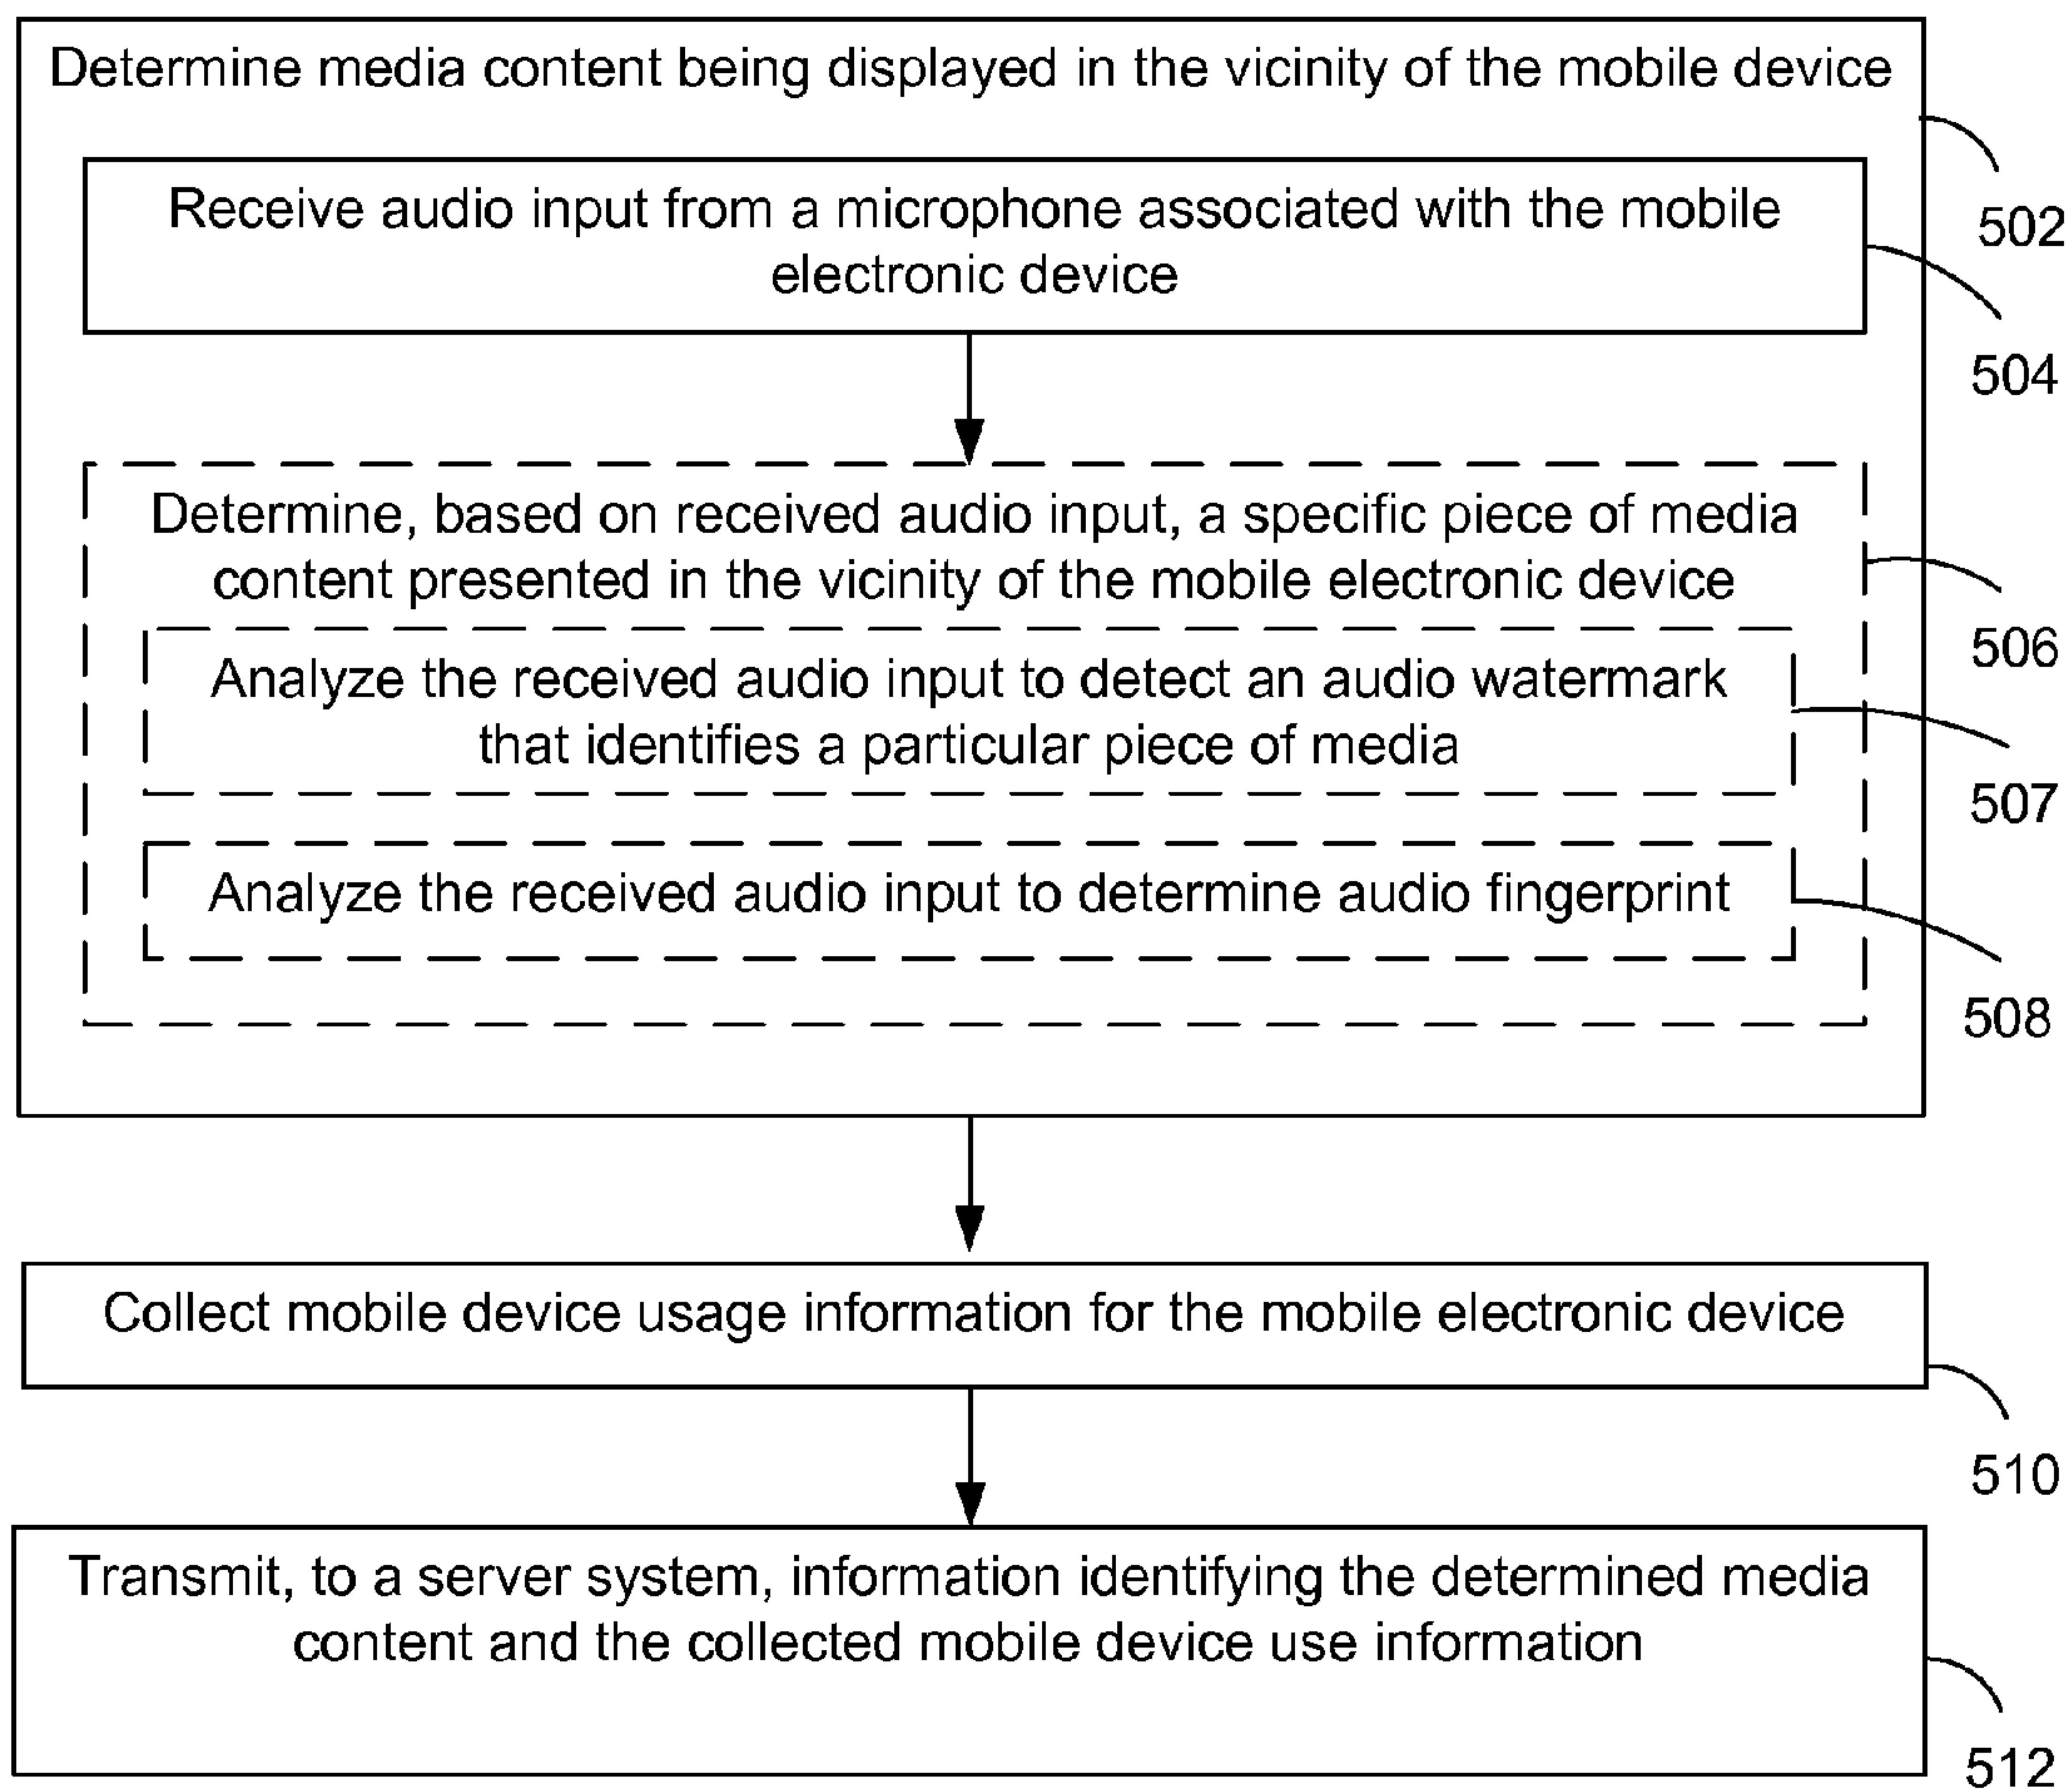 Determine media content being displayed in the vicinity of the mobile device
Receive audio input from a microphone associated with the mobile
electronic device
502
504
Determine, based on received audio input, a specific piece of media
content presented in the vicinity of the mobile electronic device
506
Analyze the received audio input to detect an audio watermark
that identifies a particular piece of media
507
Analyze the received audio input to determine audio fingerprint
508
Collect mobile device usage information for the mobile electronic device
510
Transmit, to a server system, information identifying the determined media
content and the collected mobile device use information
512